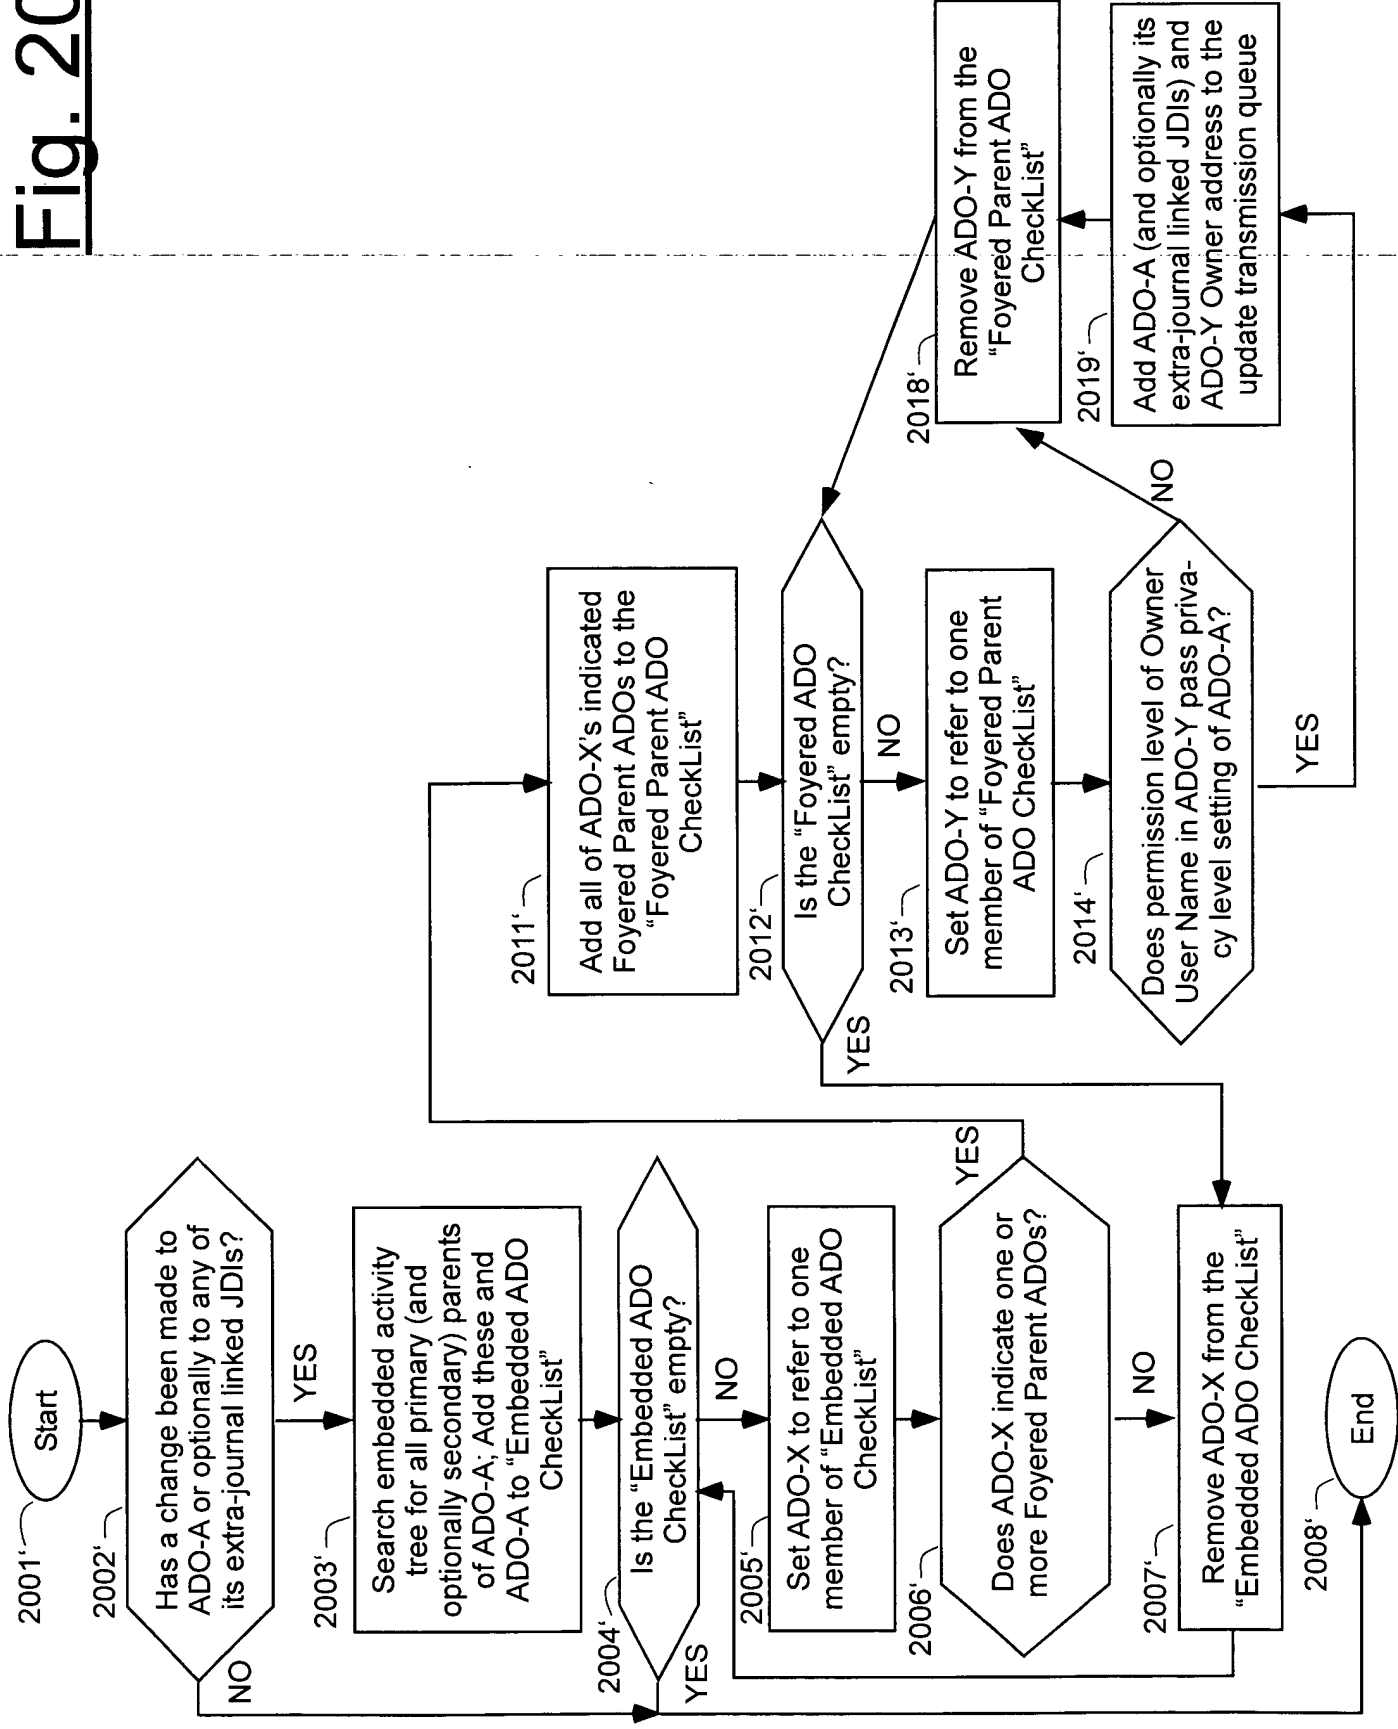 Fig. 20
2001‘
Start
2002‘
Has a change been made to
ADO-A or optionally to any of
its extra-journal linked JDIs?
NO
YES
2003‘
Search embedded activity
tree for all primary (and
optionally secondary) parents
of ADO-A; Add these and
ADO-A to “Embedded ADO
CheckList”
2004‘
Is the “Embedded ADO
CheckList” empty?
YES
NO
2005‘
Set ADO-X to refer to one
member of “Embedded ADO
CheckList”
2006‘
Does ADO-X indicate one or
more Foyered Parent ADOs?
YES
NO
2007‘
Remove ADO-X from the
“Embedded ADO CheckList”
2008‘
End
2011‘
Add all of ADO-X’s indicated
Foyered Parent ADOs to the
“Foyered Parent ADO
CheckList”
2012‘
Is the “Foyered ADO
CheckList” empty?
YES
NO
2013‘
Set ADO-Y to refer to one
member of “Foyered Parent
ADO CheckList”
2014‘
Does permission level of Owner
User Name in ADO-Y pass priva-
cy level setting of ADO-A?
NO
YES
2018‘
Remove ADO-Y from the
“Foyered Parent ADO
CheckList”
2019‘
Add ADO-A (and optionally its
extra-journal linked JDIs) and
ADO-Y Owner address to the
update transmission queue